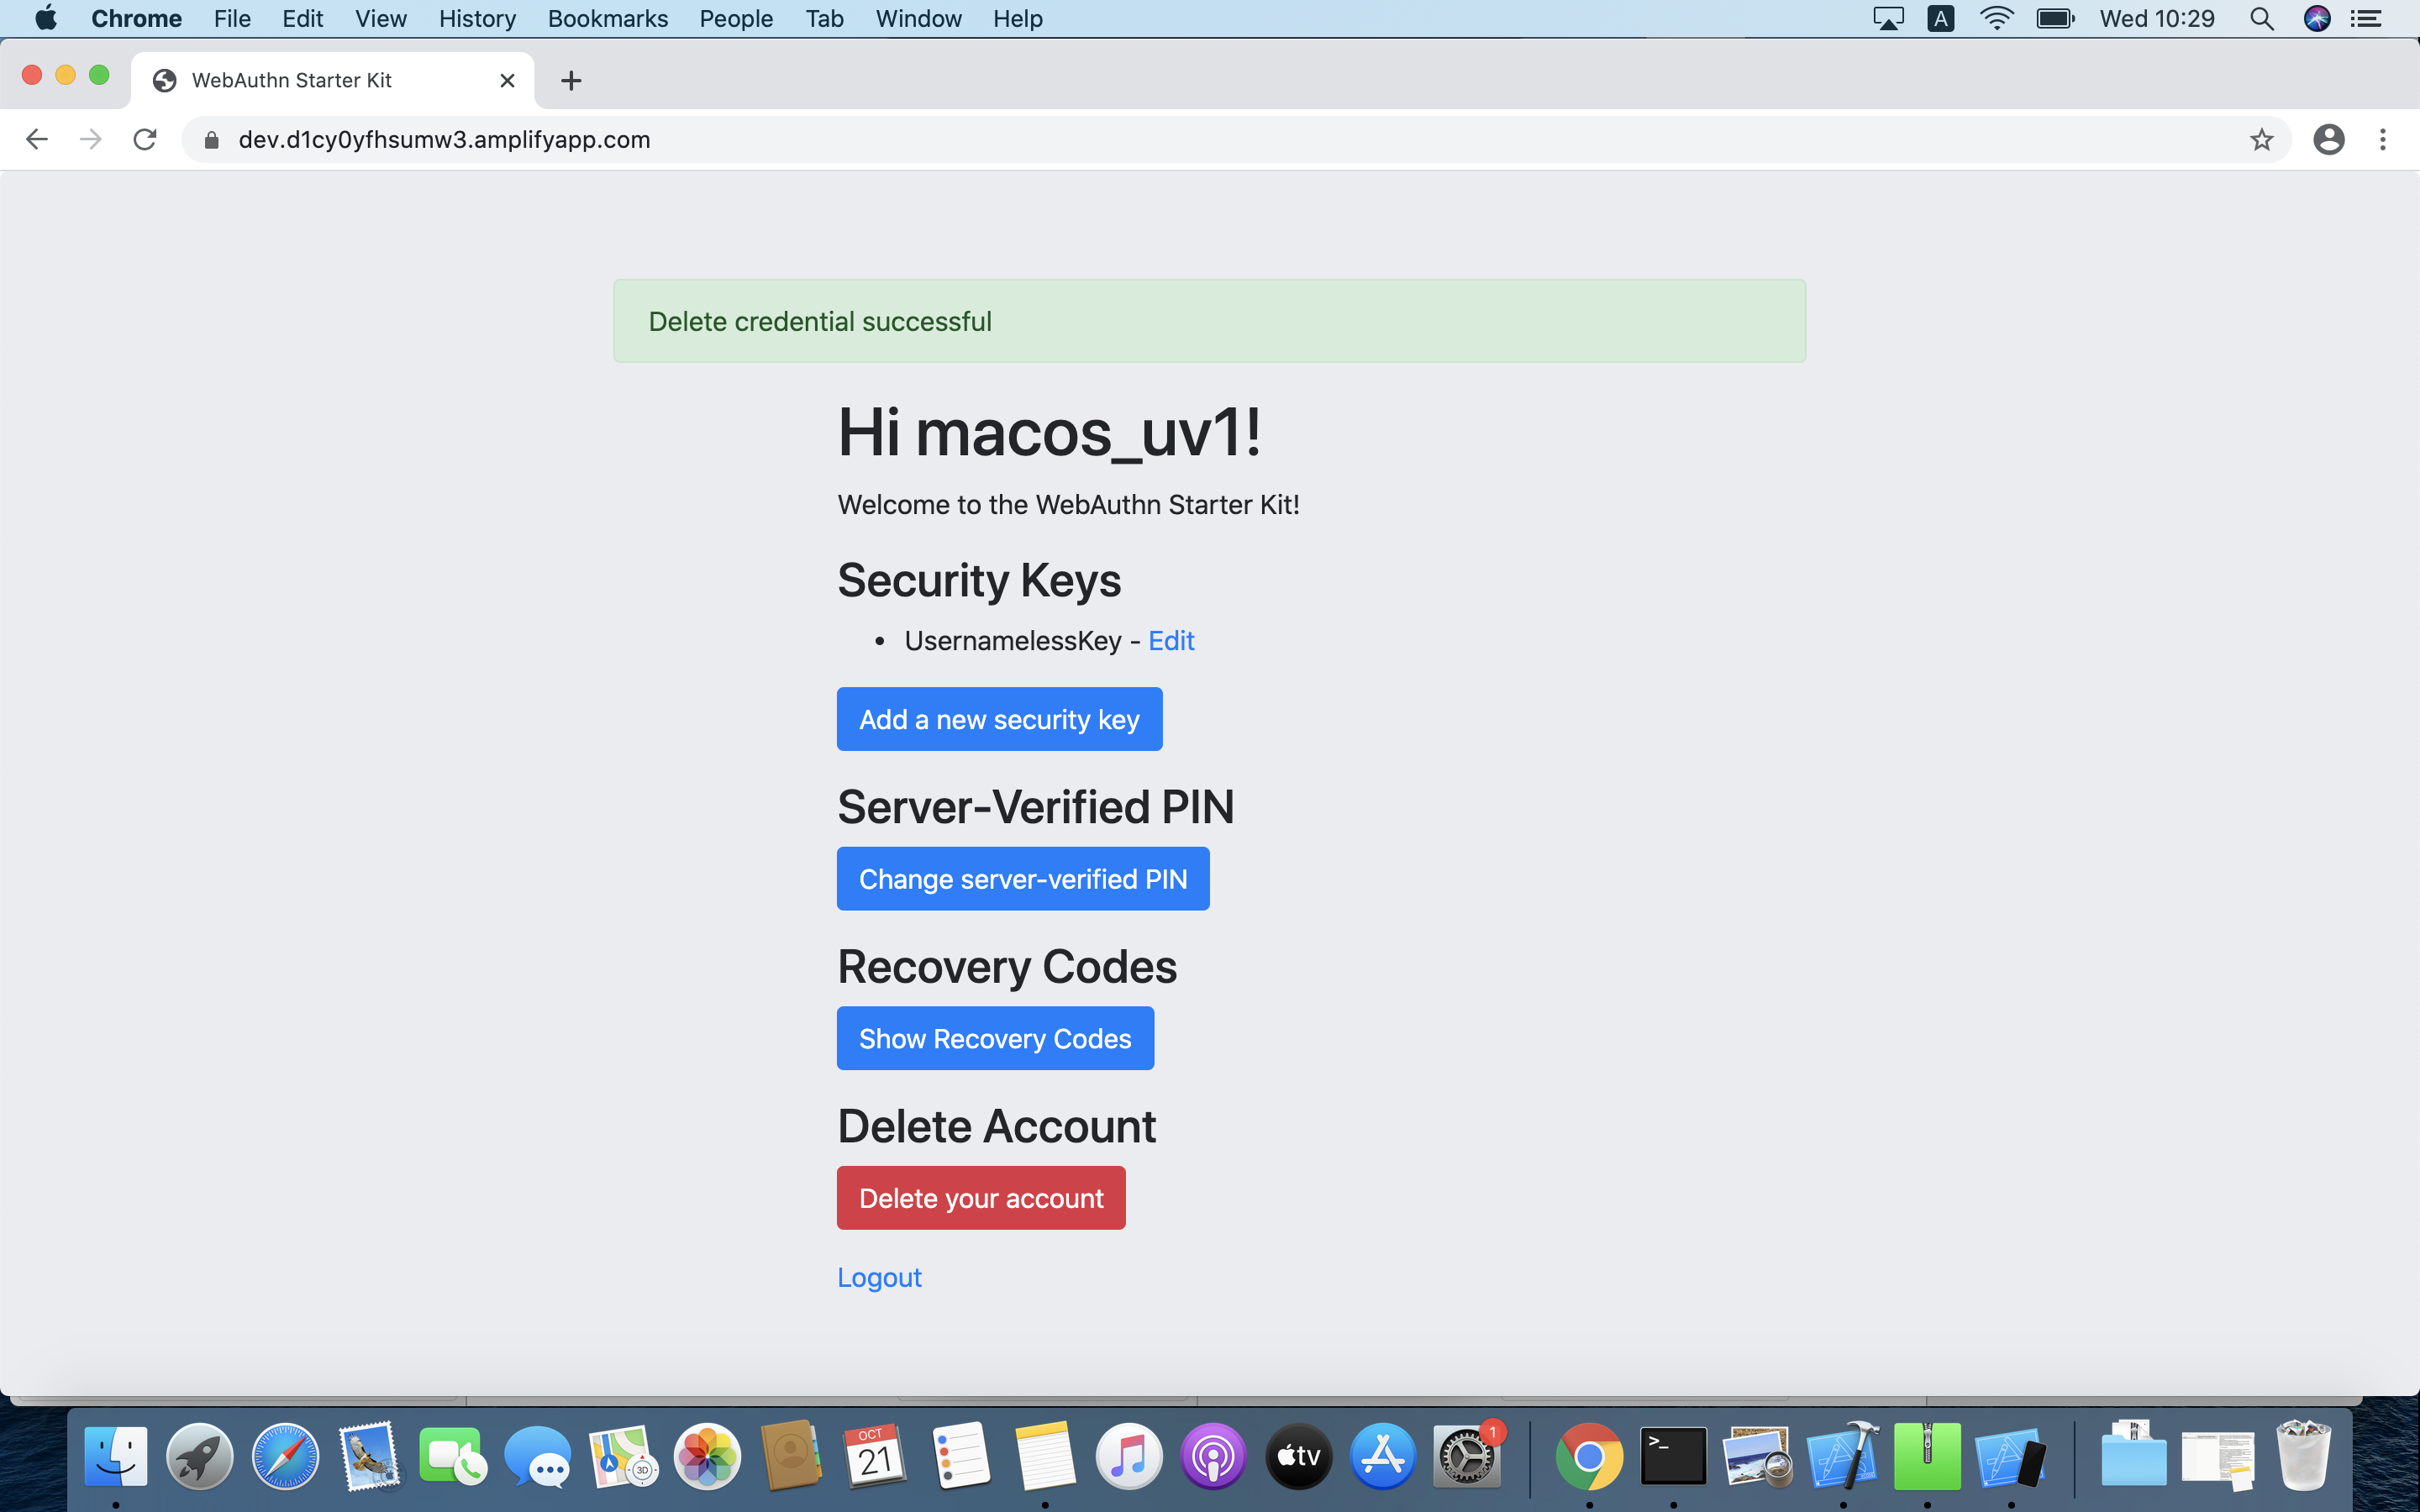 Chrome File Edit View History Bookmarks People Tab Window Help A Wed 10:29
WebAuthn Starter Kit
dev.d1cy0yfhsumw3.amplifyapp.com
Delete credential successful
Hi macos_uv1!
Welcome to the WebAuthn Starter Kit!
Security Keys
• UsernamelessKey - Edit
Add a new security key
Server-Verified PIN
Change server-verified PIN
Recovery Codes
Show Recovery Codes
Delete Account
Delete your account
Logout
3D
OCT
21
tv
1
>_